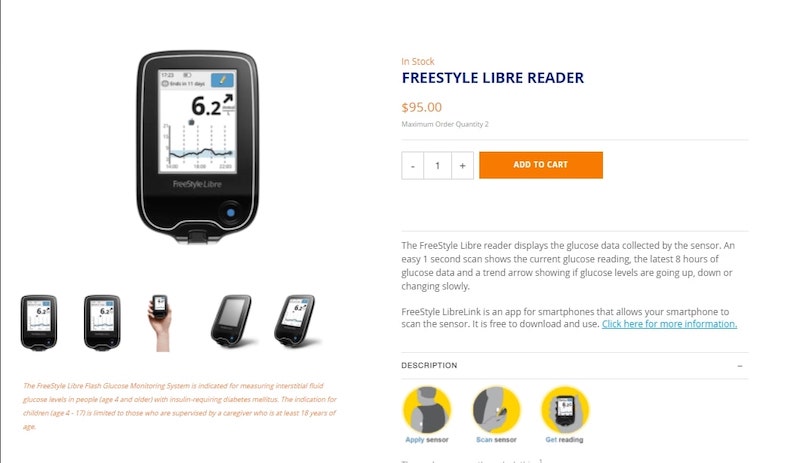 17:23
Ends in 11 days
6.2
mmol/L
21
15
9
3
16:00 19:00 22:00
FreeStyle Libre
The FreeStyle Libre Flash Glucose Monitoring System is indicated for measuring interstitial fluid
glucose levels in people (age 4 and older) with insulin-requiring diabetes mellitus. The indication for
children (age 4 - 17) is limited to those who are supervised by a caregiver who is at least 18 years of
age.
In Stock
FREESTYLE LIBRE READER
$95.00
Maximum Order Quantity 2
- 1 + ADD TO CART
The FreeStyle Libre reader displays the glucose data collected by the sensor. An
easy 1 second scan shows the current glucose reading, the latest 8 hours of
glucose data and a trend arrow showing if glucose levels are going up, down or
changing slowly.
FreeStyle LibreLink is an app for smartphones that allows your smartphone to
scan the sensor. It is free to download and use. Click here for more information.
DESCRIPTION –
Apply sensor Scan sensor Get reading